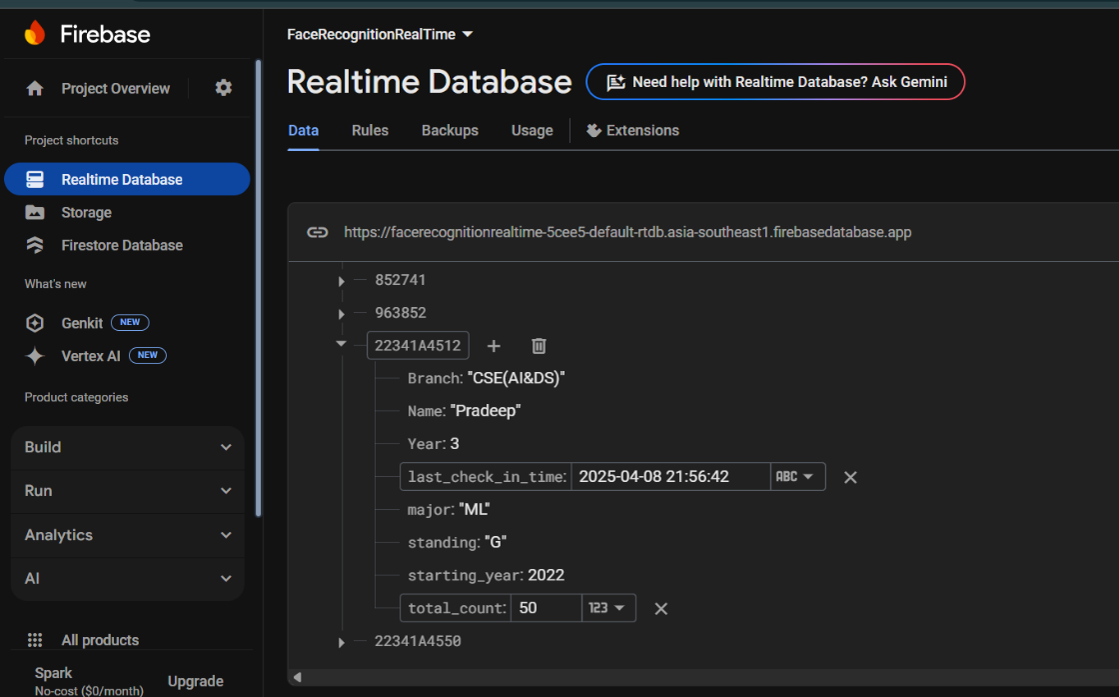 Firebase
Project Overview
Project shortcuts
Realtime Database
Storage
Firestore Database
What's new
Genkit NEW
Vertex AI NEW
Product categories
Build
Run
Analytics
AI
All products
Spark
No-cost ($0/month)
Upgrade
FaceRecognitionRealTime
Realtime Database
Need help with Realtime Database? Ask Gemini
Data Rules Backups Usage Extensions
https://facerecognitionrealtime-5cee5-default-rtdb.asia-southeast1.firebasedatabase.app
852741
963852
22341A4512
Branch: "CSE(AI&DS)"
Name: "Pradeep"
Year: 3
last_check_in_time: 2025-04-08 21:56:42 ABC
major: "ML"
standing: "G"
starting_year: 2022
total_count: 50 123
22341A4550